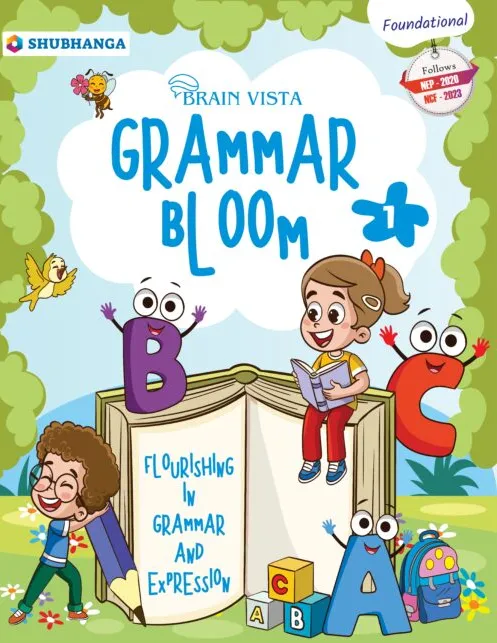 Foundational
SHUBHANGA
Follows
NEP - 2020
NCF - 2023
BRAIN VISTA
GRAMMAR
BLOOM
1
B
C
FLOURISHING
IN
GRAMMAR
AND
EXPRESSION
A
C
A
B